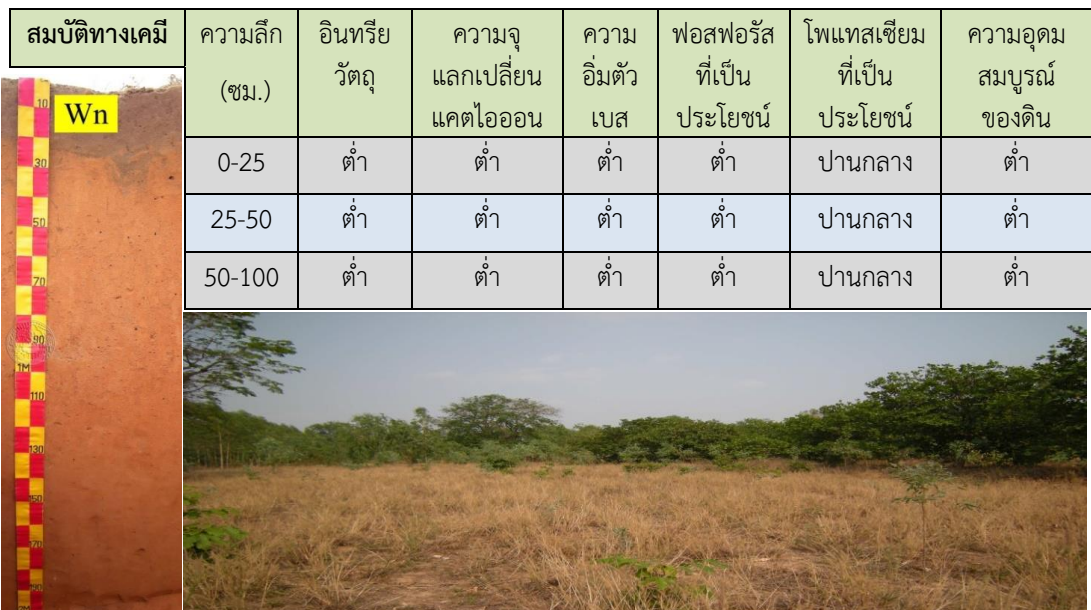 สมบัติทางเคมี
ความลึก
(ซม.)
อินทรีย
วัตถุ
ความจุ
แลกเปลี่ยน
แคตไอออน
ความ
อิ่มตัว
เบส
ฟอสฟอรัส
ที่เป็น
ประโยชน์
โพแทสเซียม
ที่เป็น
ประโยชน์
ความอุดม
สมบูรณ์
ของดิน
0-25 ต่ำ ต่ำ ต่ำ ต่ำ ปานกลาง ต่ำ
25-50 ต่ำ ต่ำ ต่ำ ต่ำ ปานกลาง ต่ำ
50-100 ต่ำ ต่ำ ต่ำ ต่ำ ปานกลาง ต่ำ
Wn
10
30
50
70
90
1M
110
130
150
170